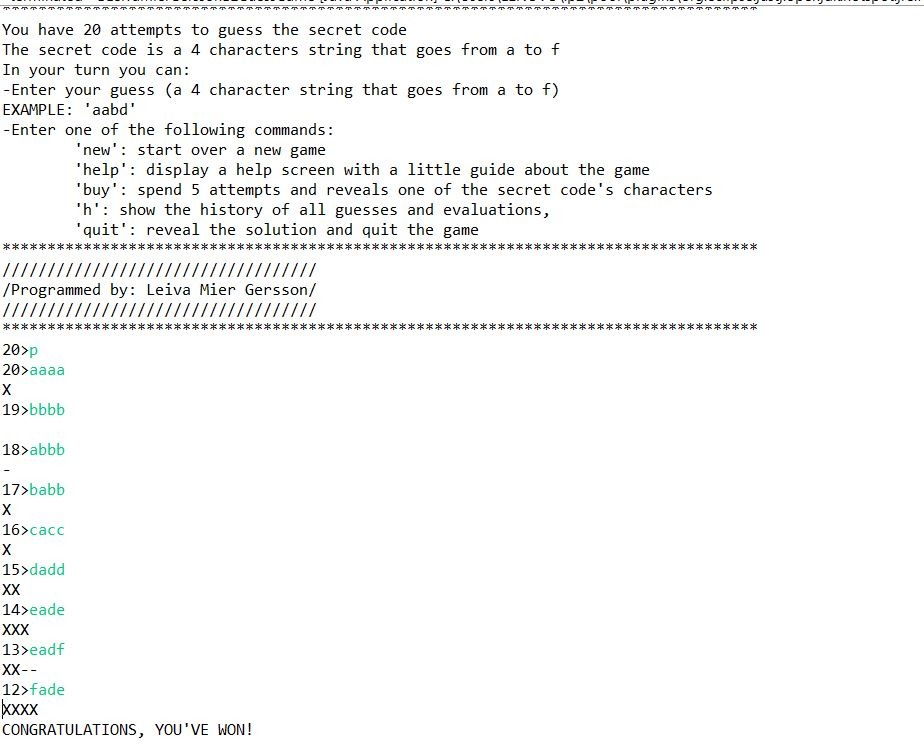 ************************************************************************************
You have 20 attempts to guess the secret code
The secret code is a 4 characters string that goes from a to f
In your turn you can:
-Enter your guess (a 4 character string that goes from a to f)
EXAMPLE: 'aabd'
-Enter one of the following commands:
        'new': start over a new game
        'help': display a help screen with a little guide about the game
        'buy': spend 5 attempts and reveals one of the secret code's characters
        'h': show the history of all guesses and evaluations,
        'quit': reveal the solution and quit the game
************************************************************************************
///////////////////////////////////
/Programmed by: Leiva Mier Gersson/
///////////////////////////////////
************************************************************************************
20>p
20>aaaa
X
19>bbbb

18>abbb
-
17>babb
X
16>cacc
X
15>dadd
XX
14>eade
XXX
13>eadf
XX--
12>fade
XXXX
CONGRATULATIONS, YOU'VE WON!